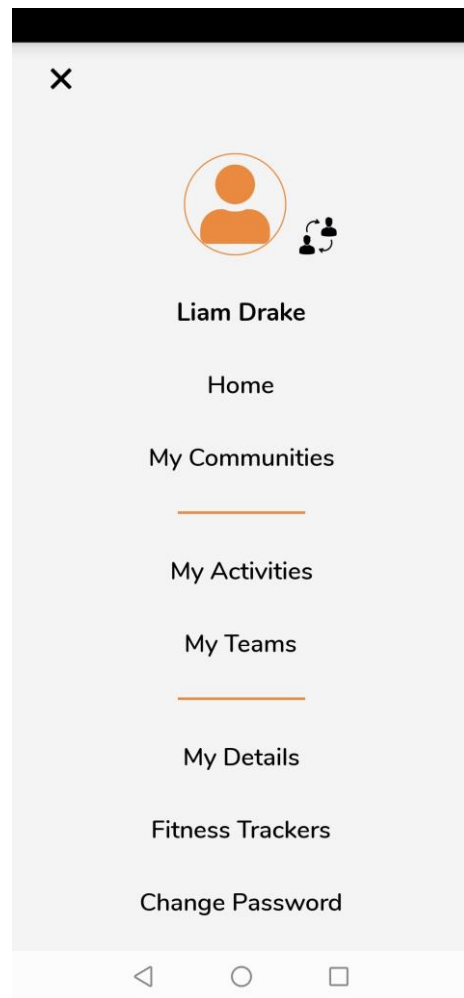 Liam Drake
Home
My Communities
My Activities
My Teams
My Details
Fitness Trackers
Change Password